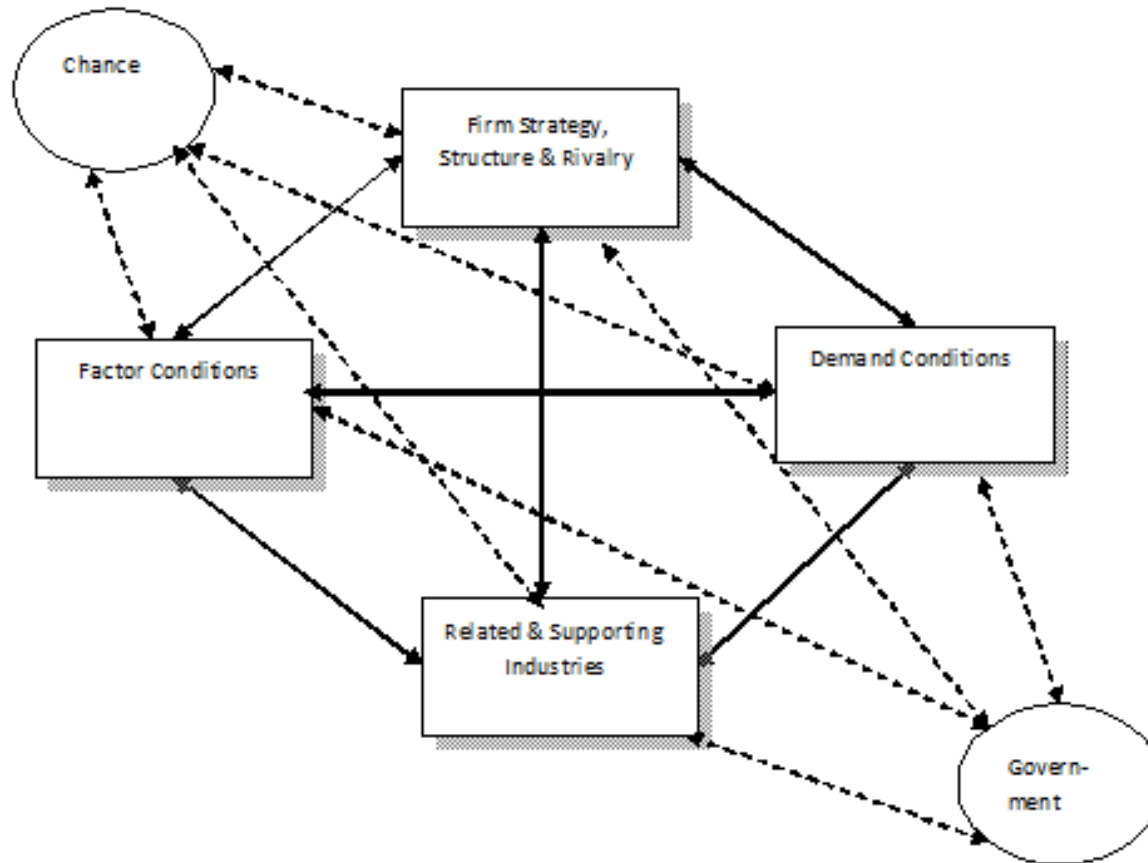 Chance
Firm Strategy,
Structure & Rivalry
Factor Conditions
Demand Conditions
Related & Supporting
Industries
Govern-
ment